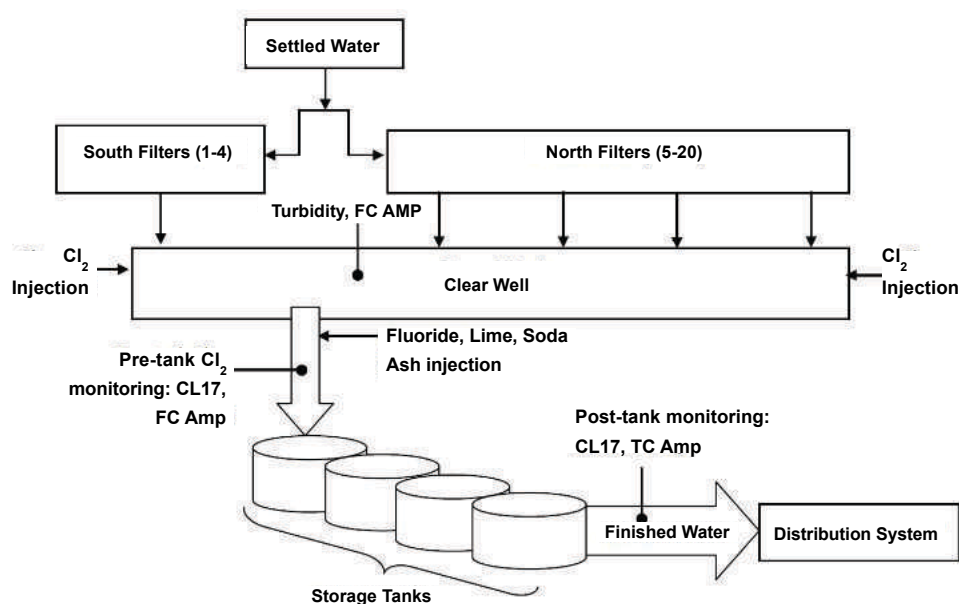 Settled Water
South Filters (1-4)
North Filters (5-20)
Turbidity, FC AMP
Cl₂
Injection
Clear Well
Cl₂
Injection
Fluoride, Lime, Soda
Ash injection
Pre-tank Cl₂
monitoring: CL17,
FC Amp
Post-tank monitoring:
CL17, TC Amp
Finished Water
Distribution System
Storage Tanks